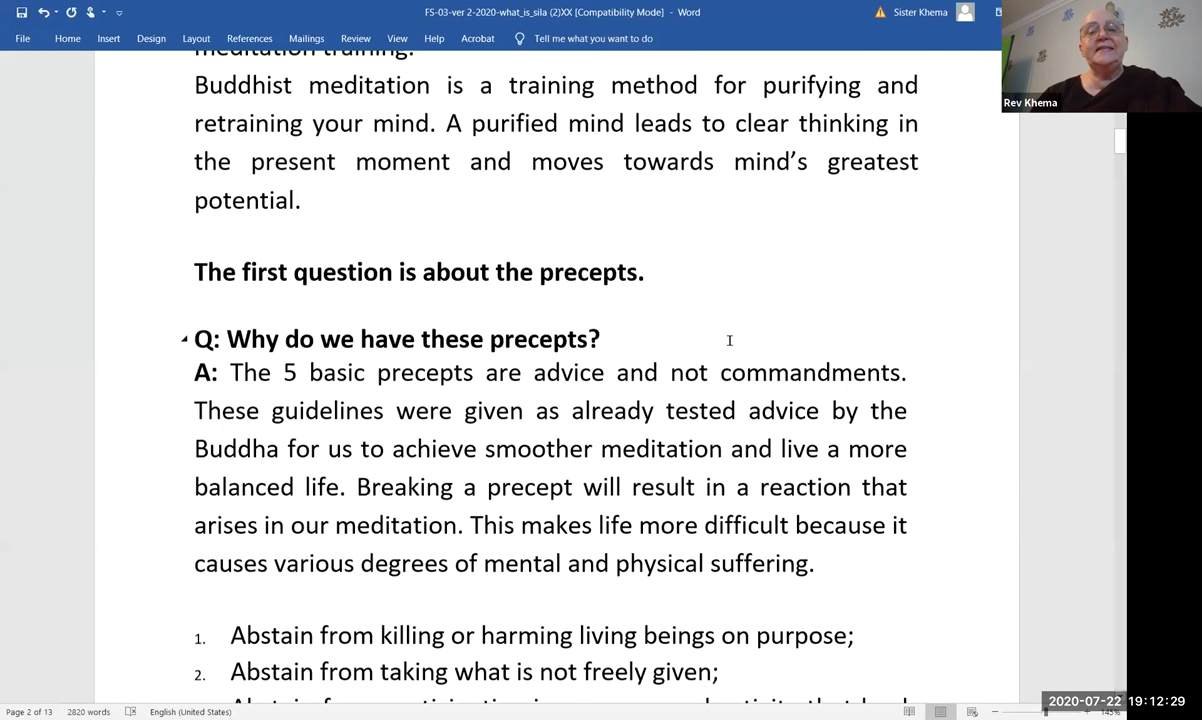 FS-03-ver 2-2020-what_is_sila (2)XX [Compatibility Mode] - Word
Sister Khema
File Home Insert Design Layout References Mailings Review View Help Acrobat Tell me what you want to do
Rev Khema
meditation training.
Buddhist meditation is a training method for purifying and
retraining your mind. A purified mind leads to clear thinking in
the present moment and moves towards mind’s greatest
potential.
The first question is about the precepts.
Q: Why do we have these precepts?
A: The 5 basic precepts are advice and not commandments.
These guidelines were given as already tested advice by the
Buddha for us to achieve smoother meditation and live a more
balanced life. Breaking a precept will result in a reaction that
arises in our meditation. This makes life more difficult because it
causes various degrees of mental and physical suffering.
1. Abstain from killing or harming living beings on purpose;
2. Abstain from taking what is not freely given;
Page 2 of 13 2820 words English (United States) 145%
2020-07-22 19:12:29